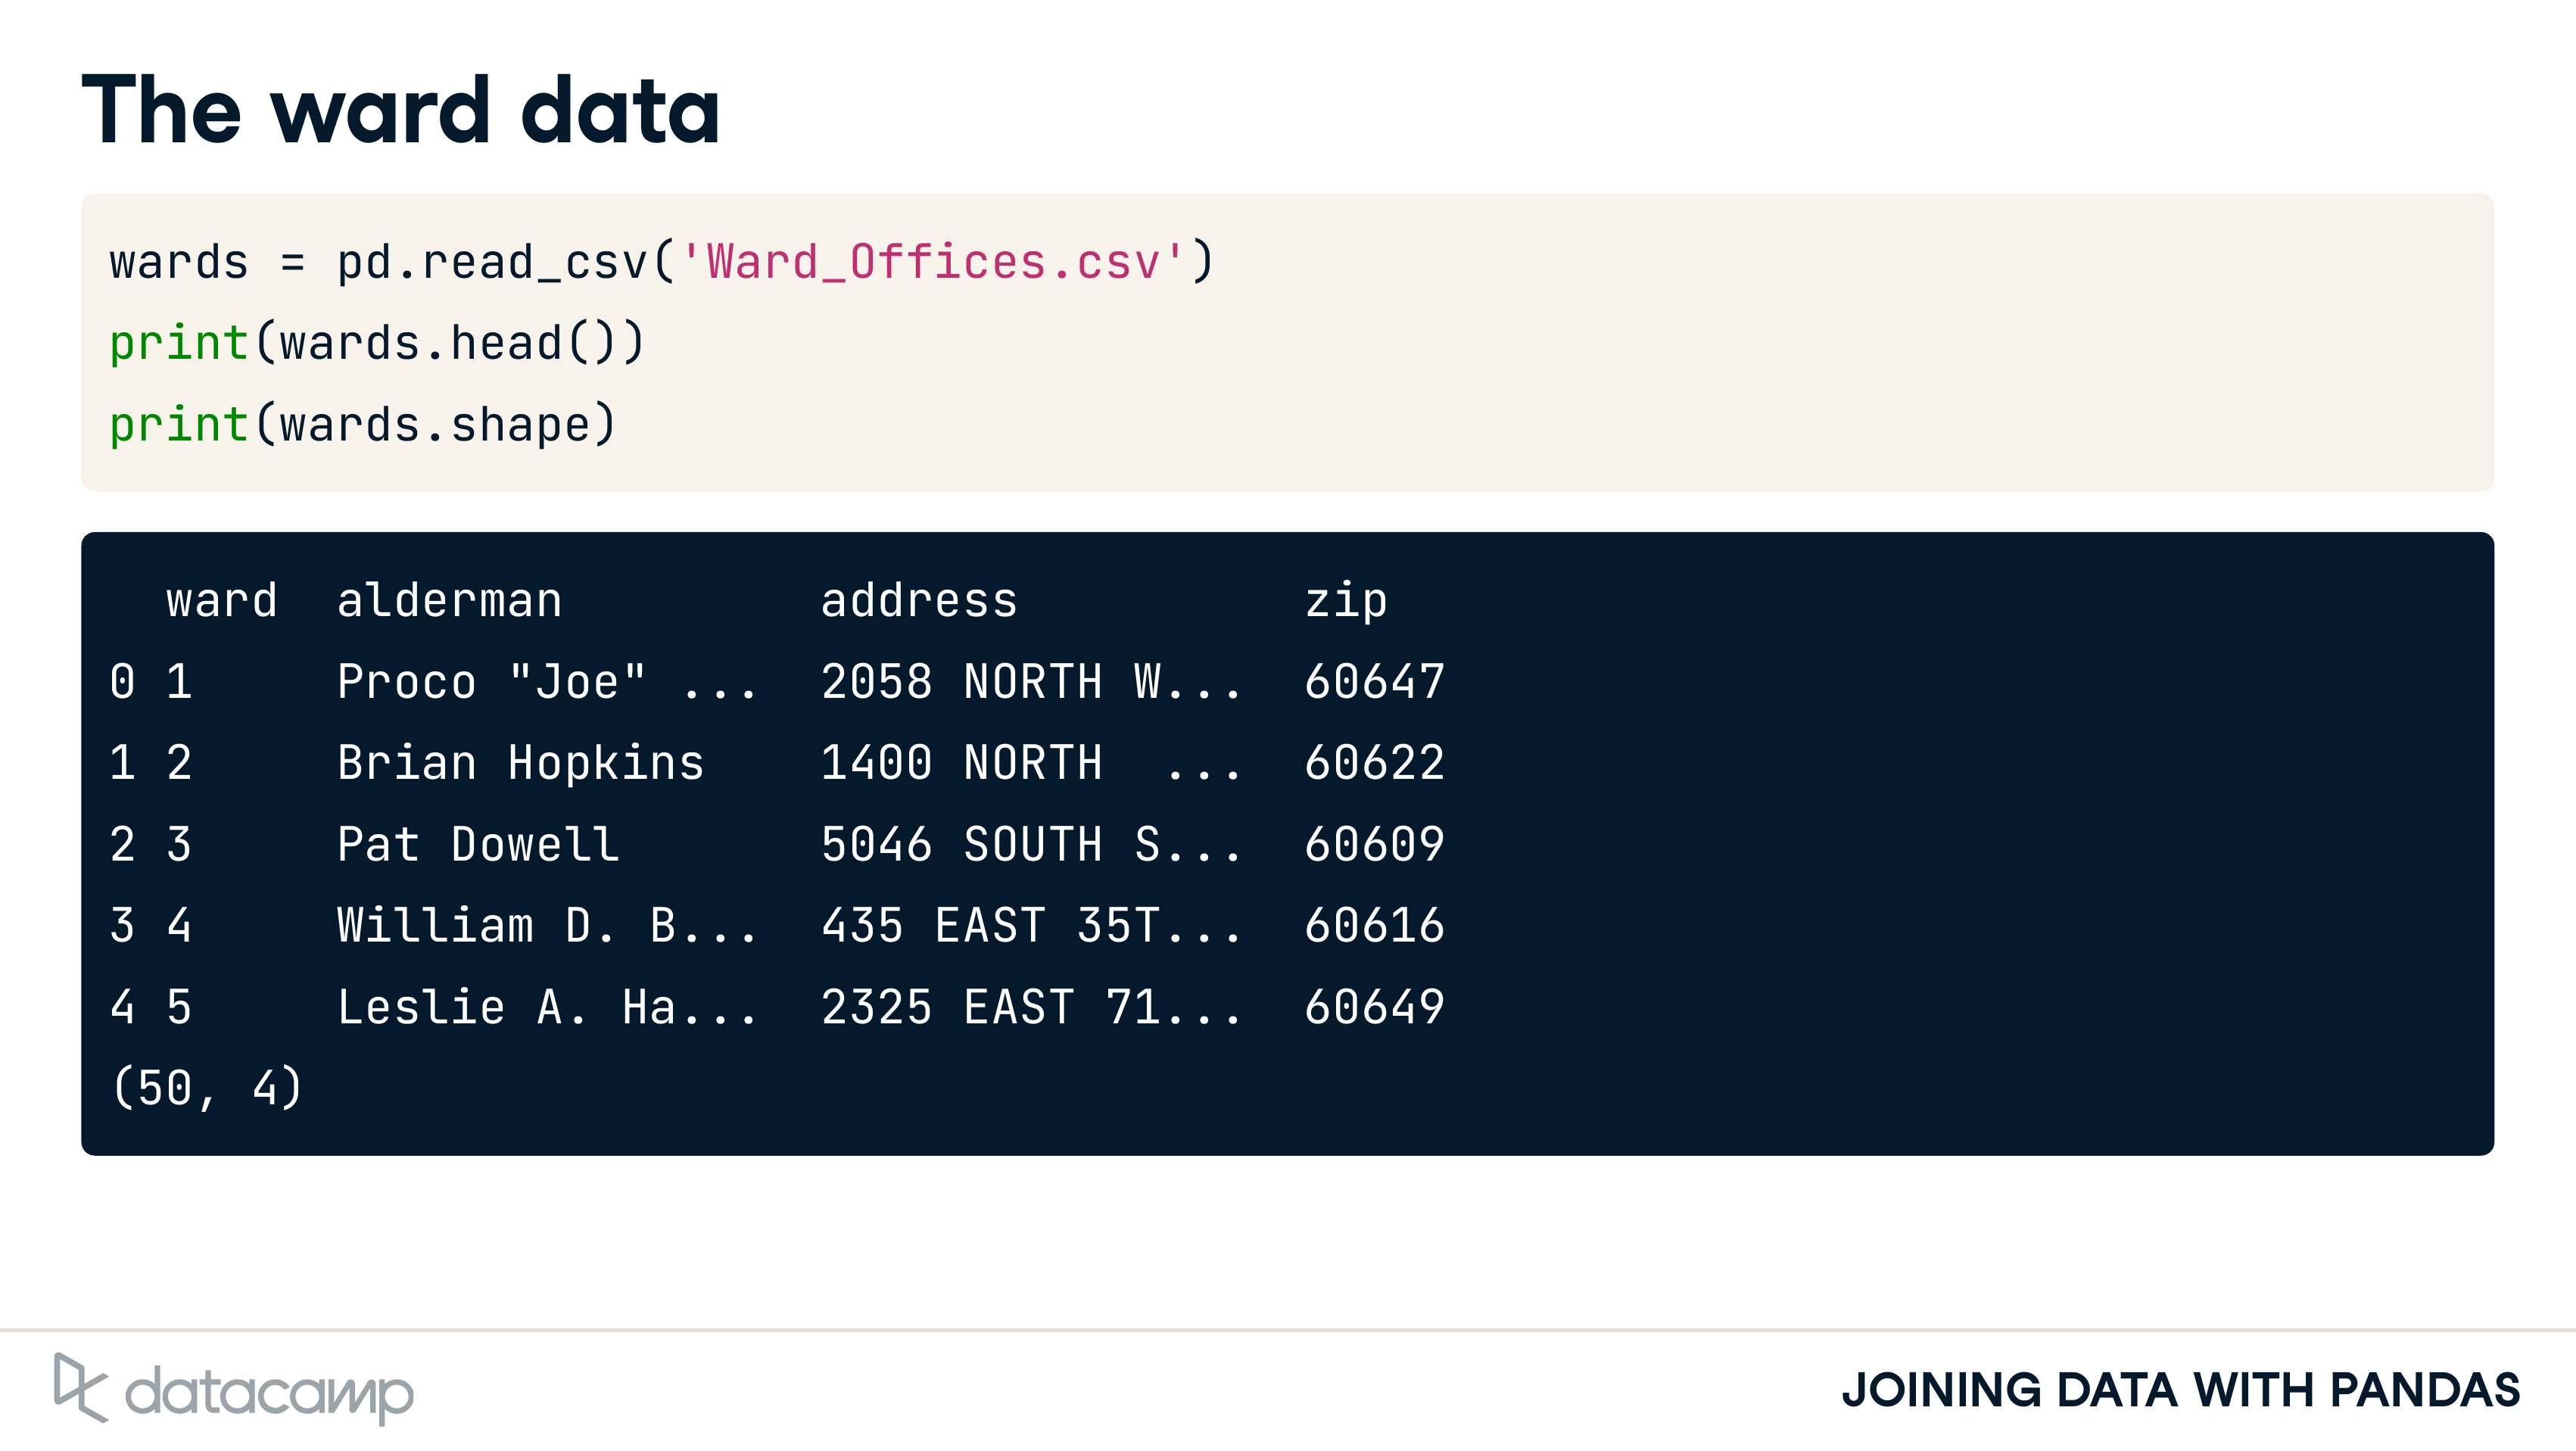 The ward data
wards = pd.read_csv('Ward_Offices.csv')
print(wards.head())
print(wards.shape)
  ward  alderman         address          zip
0 1     Proco "Joe" ...  2058 NORTH W...  60647
1 2     Brian Hopkins    1400 NORTH  ...  60622
2 3     Pat Dowell       5046 SOUTH S...  60609
3 4     William D. B...  435 EAST 35T...  60616
4 5     Leslie A. Ha...  2325 EAST 71...  60649
(50, 4)
datacamp
JOINING DATA WITH PANDAS